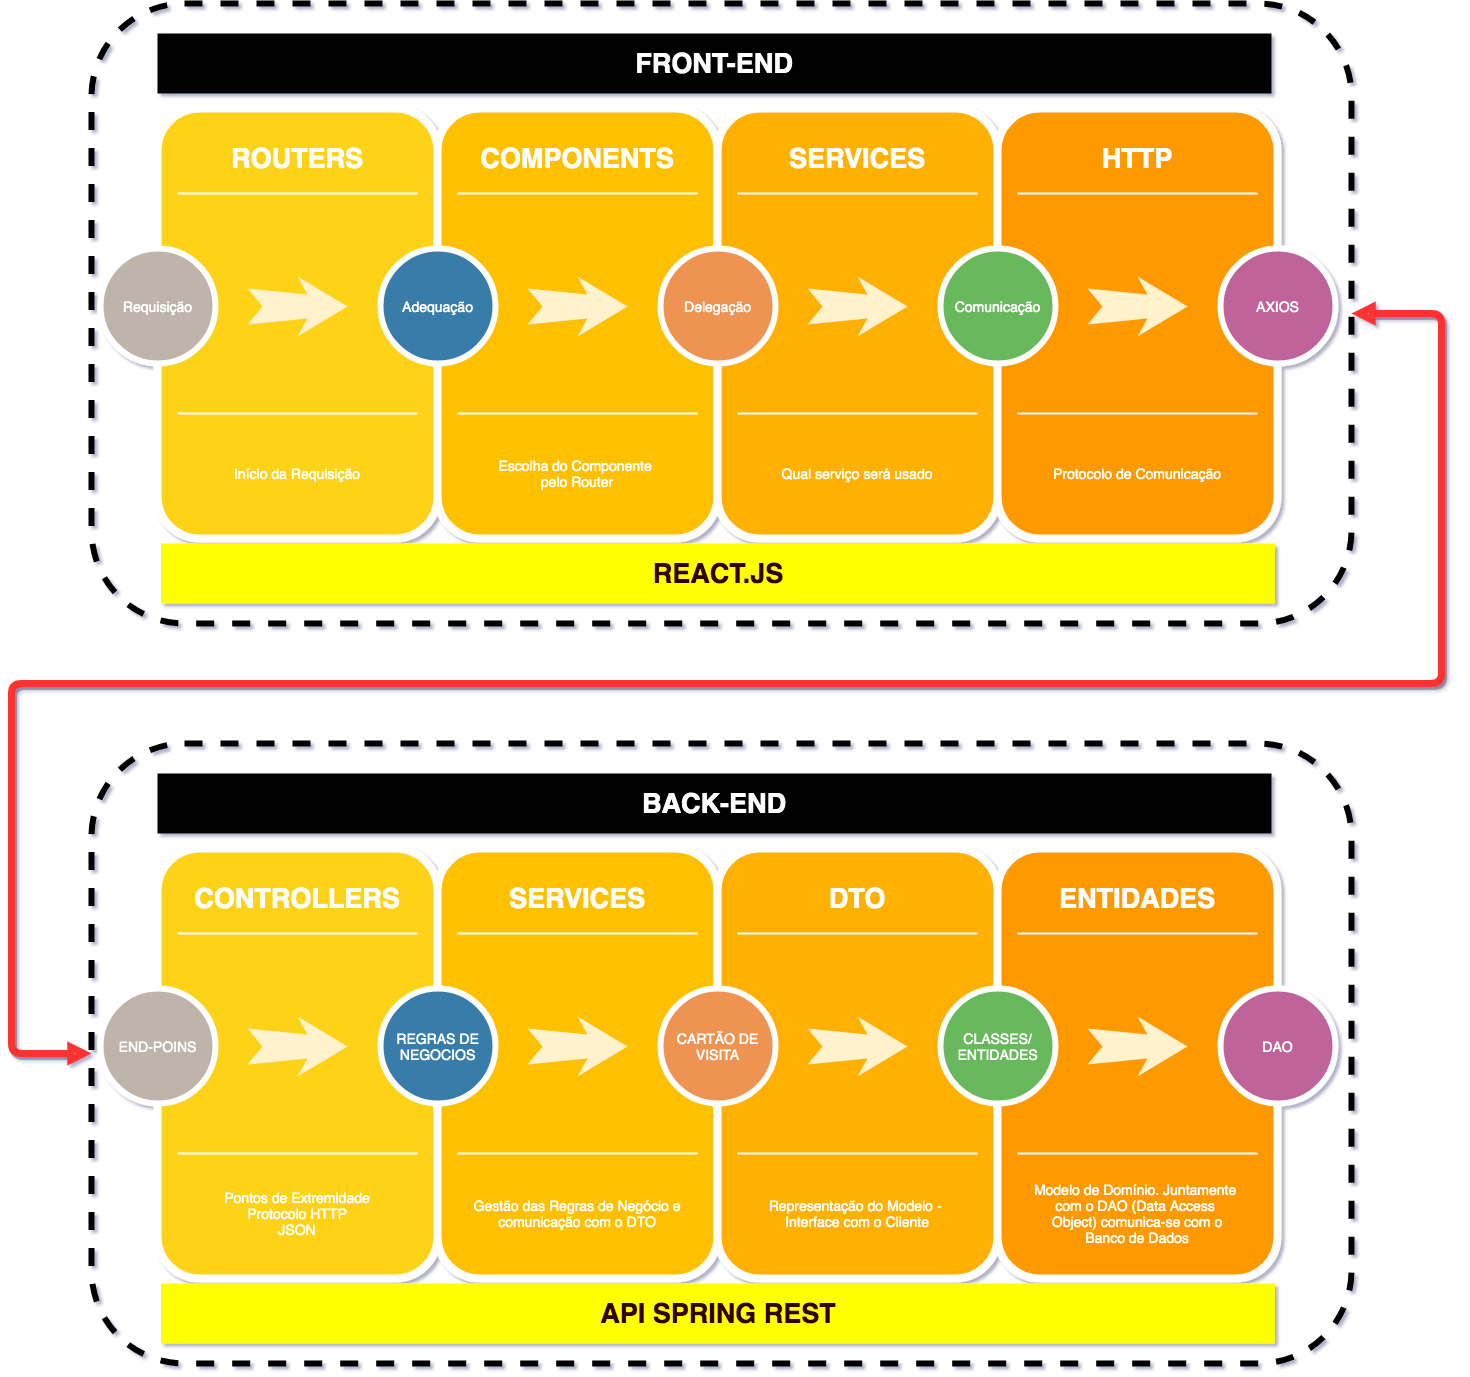 FRONT-END
ROUTERS
COMPONENTS
SERVICES
HTTP
Requisição
Adequação
Delegação
Comunicação
AXIOS
Início da Requisição
Escolha do Componente
pelo Router
Qual serviço será usado
Protocolo de Comunicação
REACT.JS
BACK-END
CONTROLLERS
SERVICES
DTO
ENTIDADES
END-POINS
REGRAS DE
NEGOCIOS
CARTÃO DE
VISITA
CLASSES/
ENTIDADES
DAO
Pontos de Extremidade
Protocolo HTTP
JSON
Gestão das Regras de Negócio e
comunicação com o DTO
Representação do Modelo -
Interface com o Cliente
Modelo de Domínio. Juntamente
com o DAO (Data Access
Object) comunica-se com o
Banco de Dados
API SPRING REST